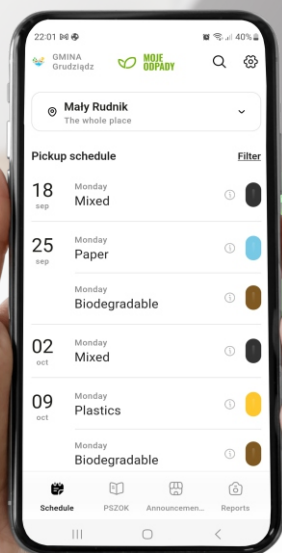 22:01
40%
GMINA
Grudziądz
MOJE
ODPADY
Mały Rudnik
The whole place
Pickup schedule
Filter
18
sep
Monday
Mixed
25
sep
Monday
Paper
Monday
Biodegradable
02
oct
Monday
Mixed
09
oct
Monday
Plastics
Monday
Biodegradable
Schedule
PSZOK
Announcemen...
Reports